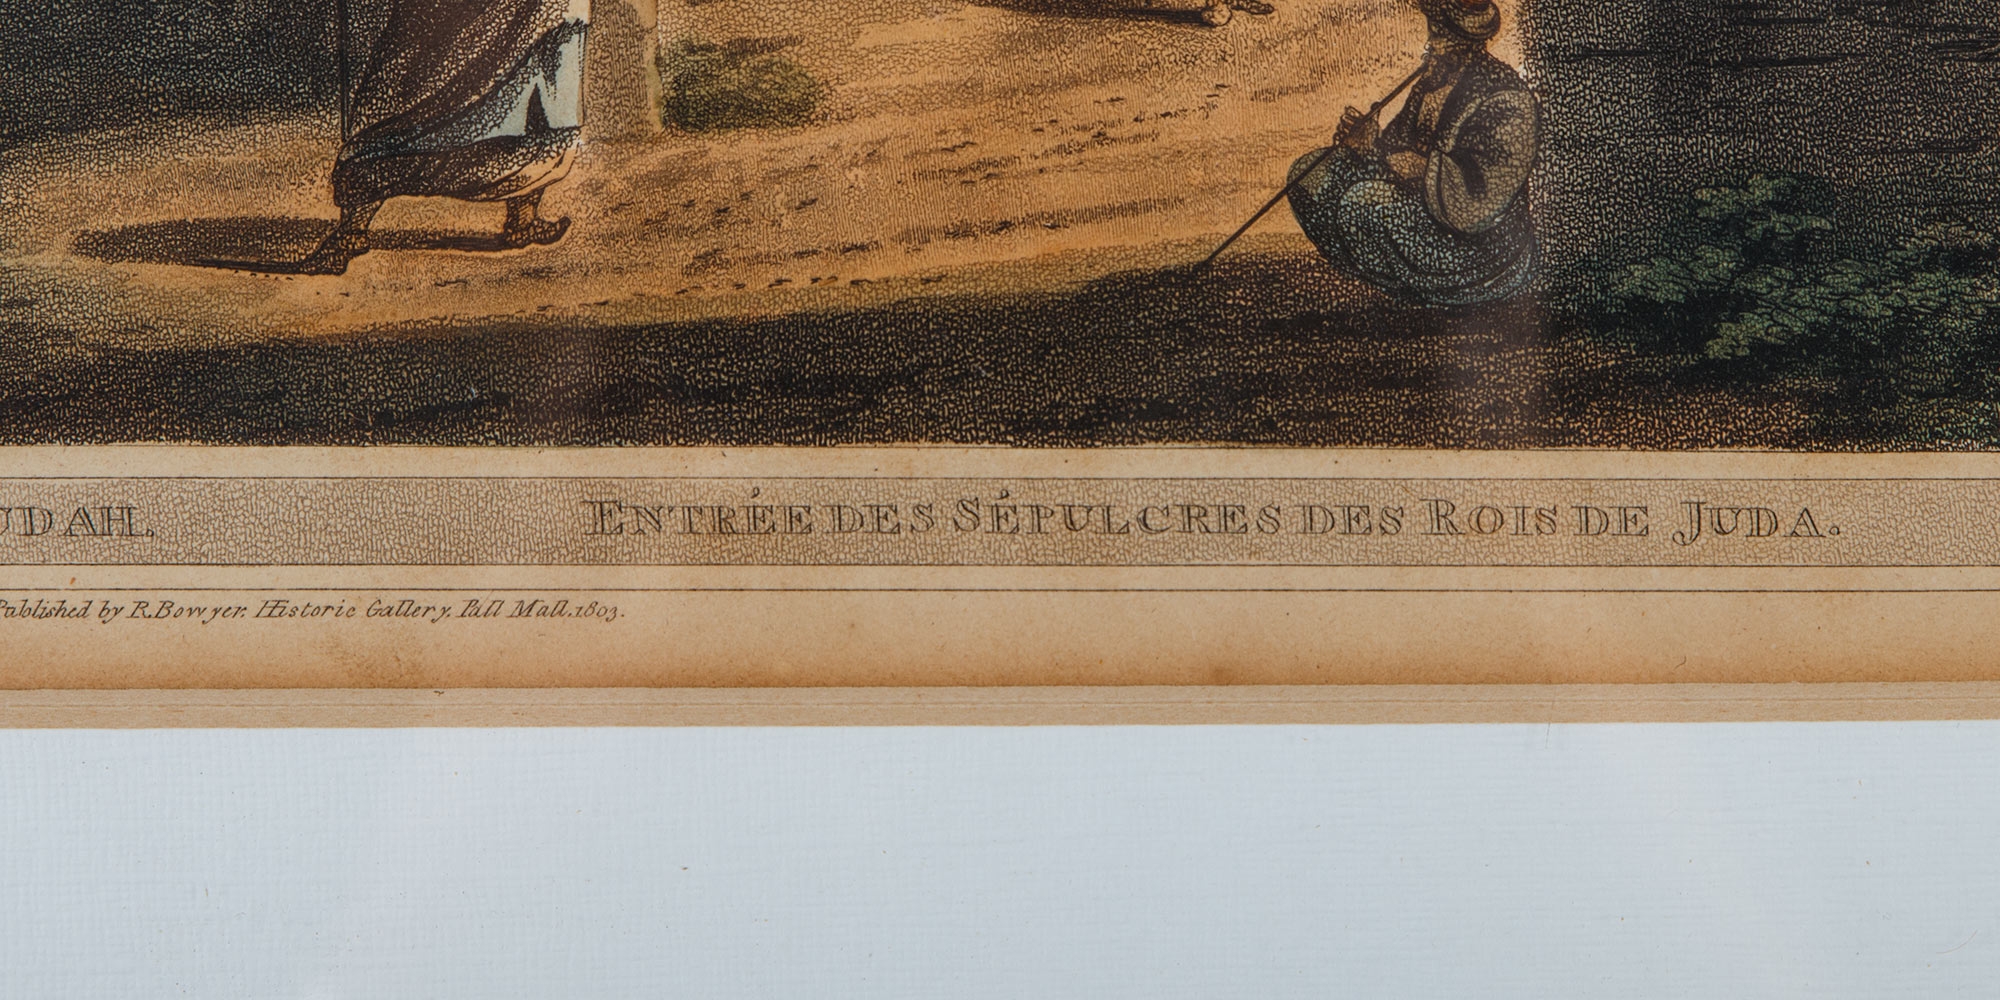 UDAH. ENTRÉE DES SÉPULCRES DES ROIS DE JUDA.
Published by R. Bowyer. Historic Gallery, Pall Mall. 1803.